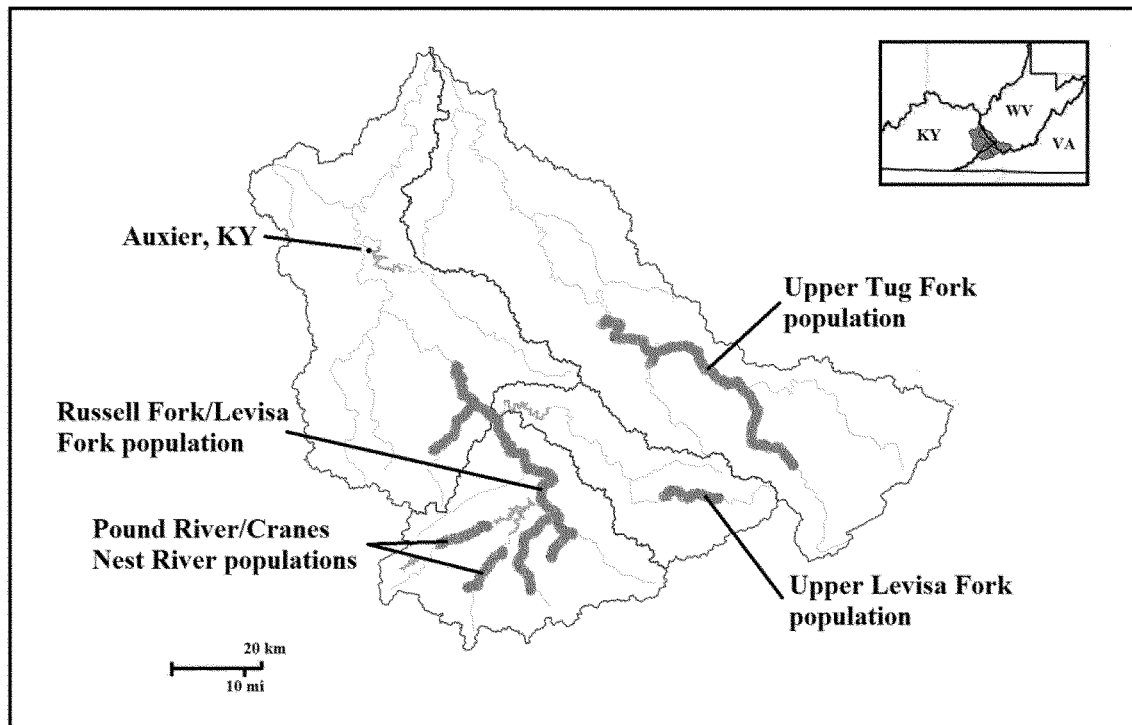 WV
KY
VA
Auxier, KY
Upper Tug Fork
population
Russell Fork/Levisa
Fork population
Pound River/Cranes
Nest River populations
Upper Levisa Fork
population
20 km
10 mi